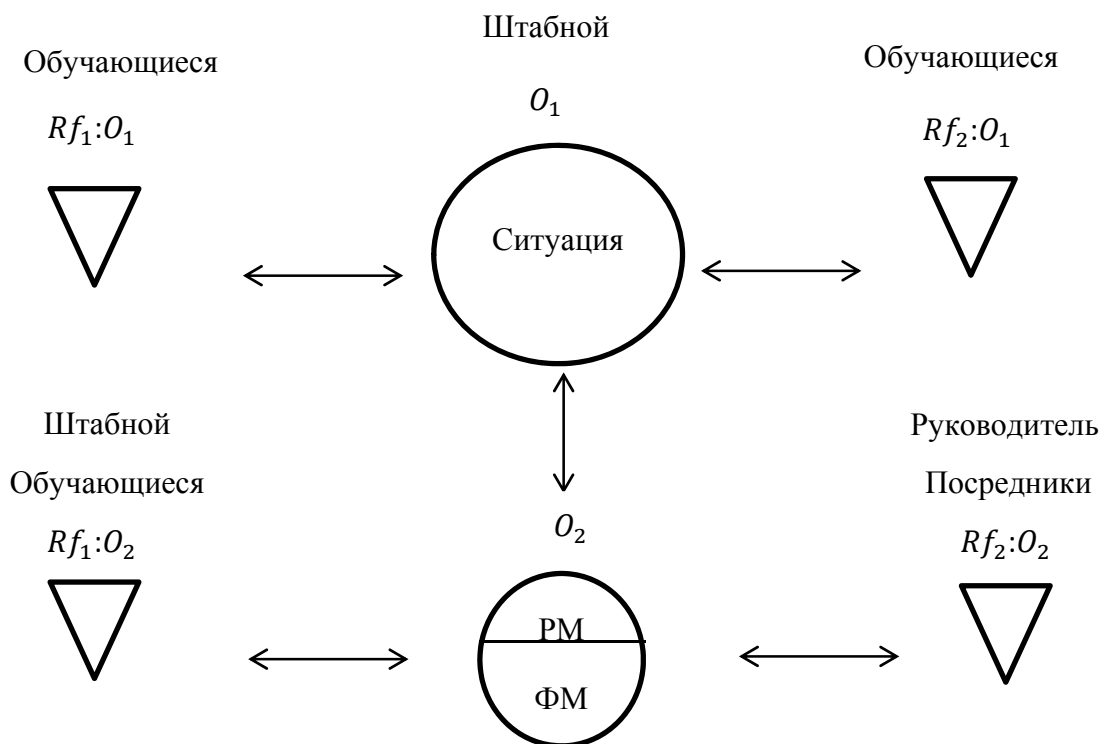 Штабной
Обучающиеся
Обучающиеся
O₁
Rf₁:O₁
Rf₂:O₁
Ситуация
Штабной
Обучающиеся
Руководитель
Посредники
O₂
Rf₁:O₂
Rf₂:O₂
РМ
ФМ